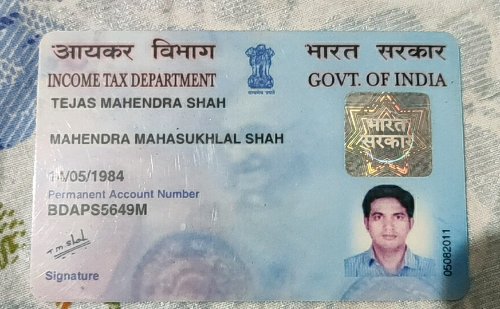 आयकर विभाग भारत सरकार
INCOME TAX DEPARTMENT GOVT. OF INDIA
TEJAS MAHENDRA SHAH
MAHENDRA MAHASUKHLAL SHAH
भारत
सरकार
/05/1984
Permanent Account Number
BDAPS5649M
T.M.Shah
Signature
05082011